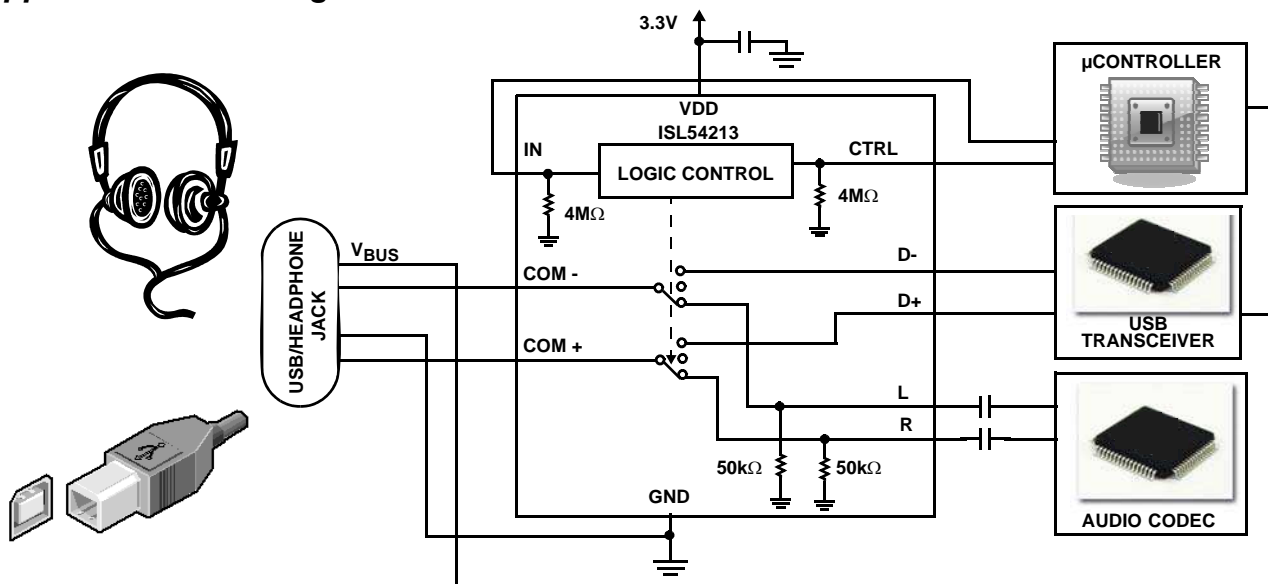 3.3V
µCONTROLLER
VDD
ISL54213
IN
LOGIC CONTROL
CTRL
4MΩ
4MΩ
USB/HEADPHONE
JACK
VBUS
COM -
D-
D+
USB
TRANSCEIVER
COM +
L
R
50kΩ
50kΩ
GND
AUDIO CODEC